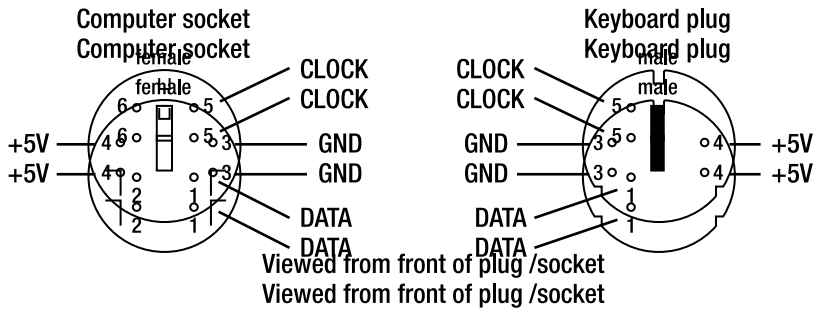 Computer socket
Computer socket
Keyboard plug
Keyboard plug
female
female
male
male
CLOCK
CLOCK
CLOCK
CLOCK
6
5
5
6
5
5
+5V
4
3
GND
GND
3
4
+5V
+5V
4
3
GND
GND
3
4
+5V
2
1
DATA
DATA
1
2
1
DATA
DATA
1
Viewed from front of plug /socket
Viewed from front of plug /socket